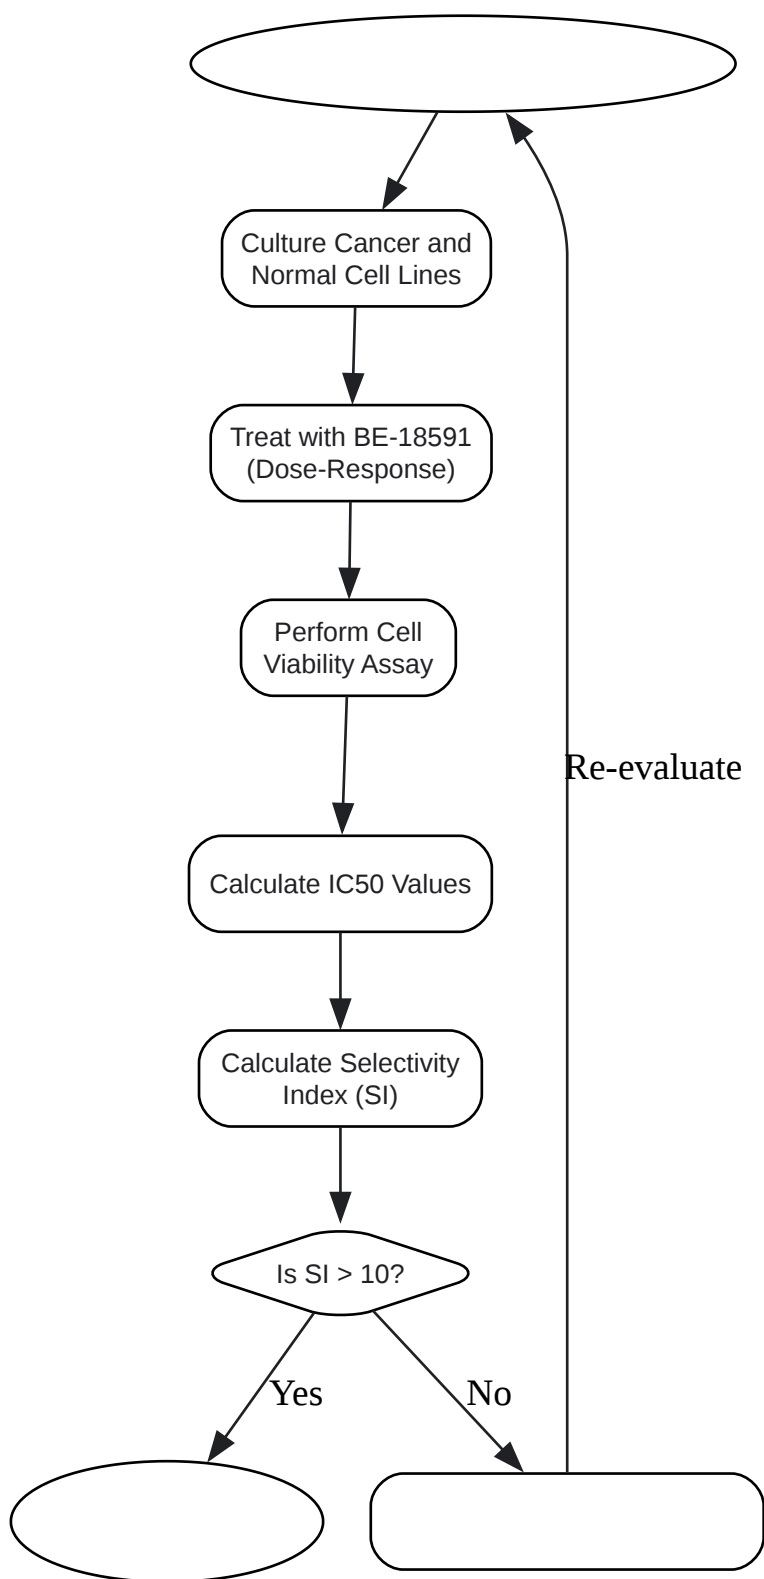 Culture Cancer and
Normal Cell Lines
Treat with BE-18591
(Dose-Response)
Perform Cell
Viability Assay
Re-evaluate
Calculate IC50 Values
Calculate Selectivity
Index (SI)
Is SI > 10?
Yes
No